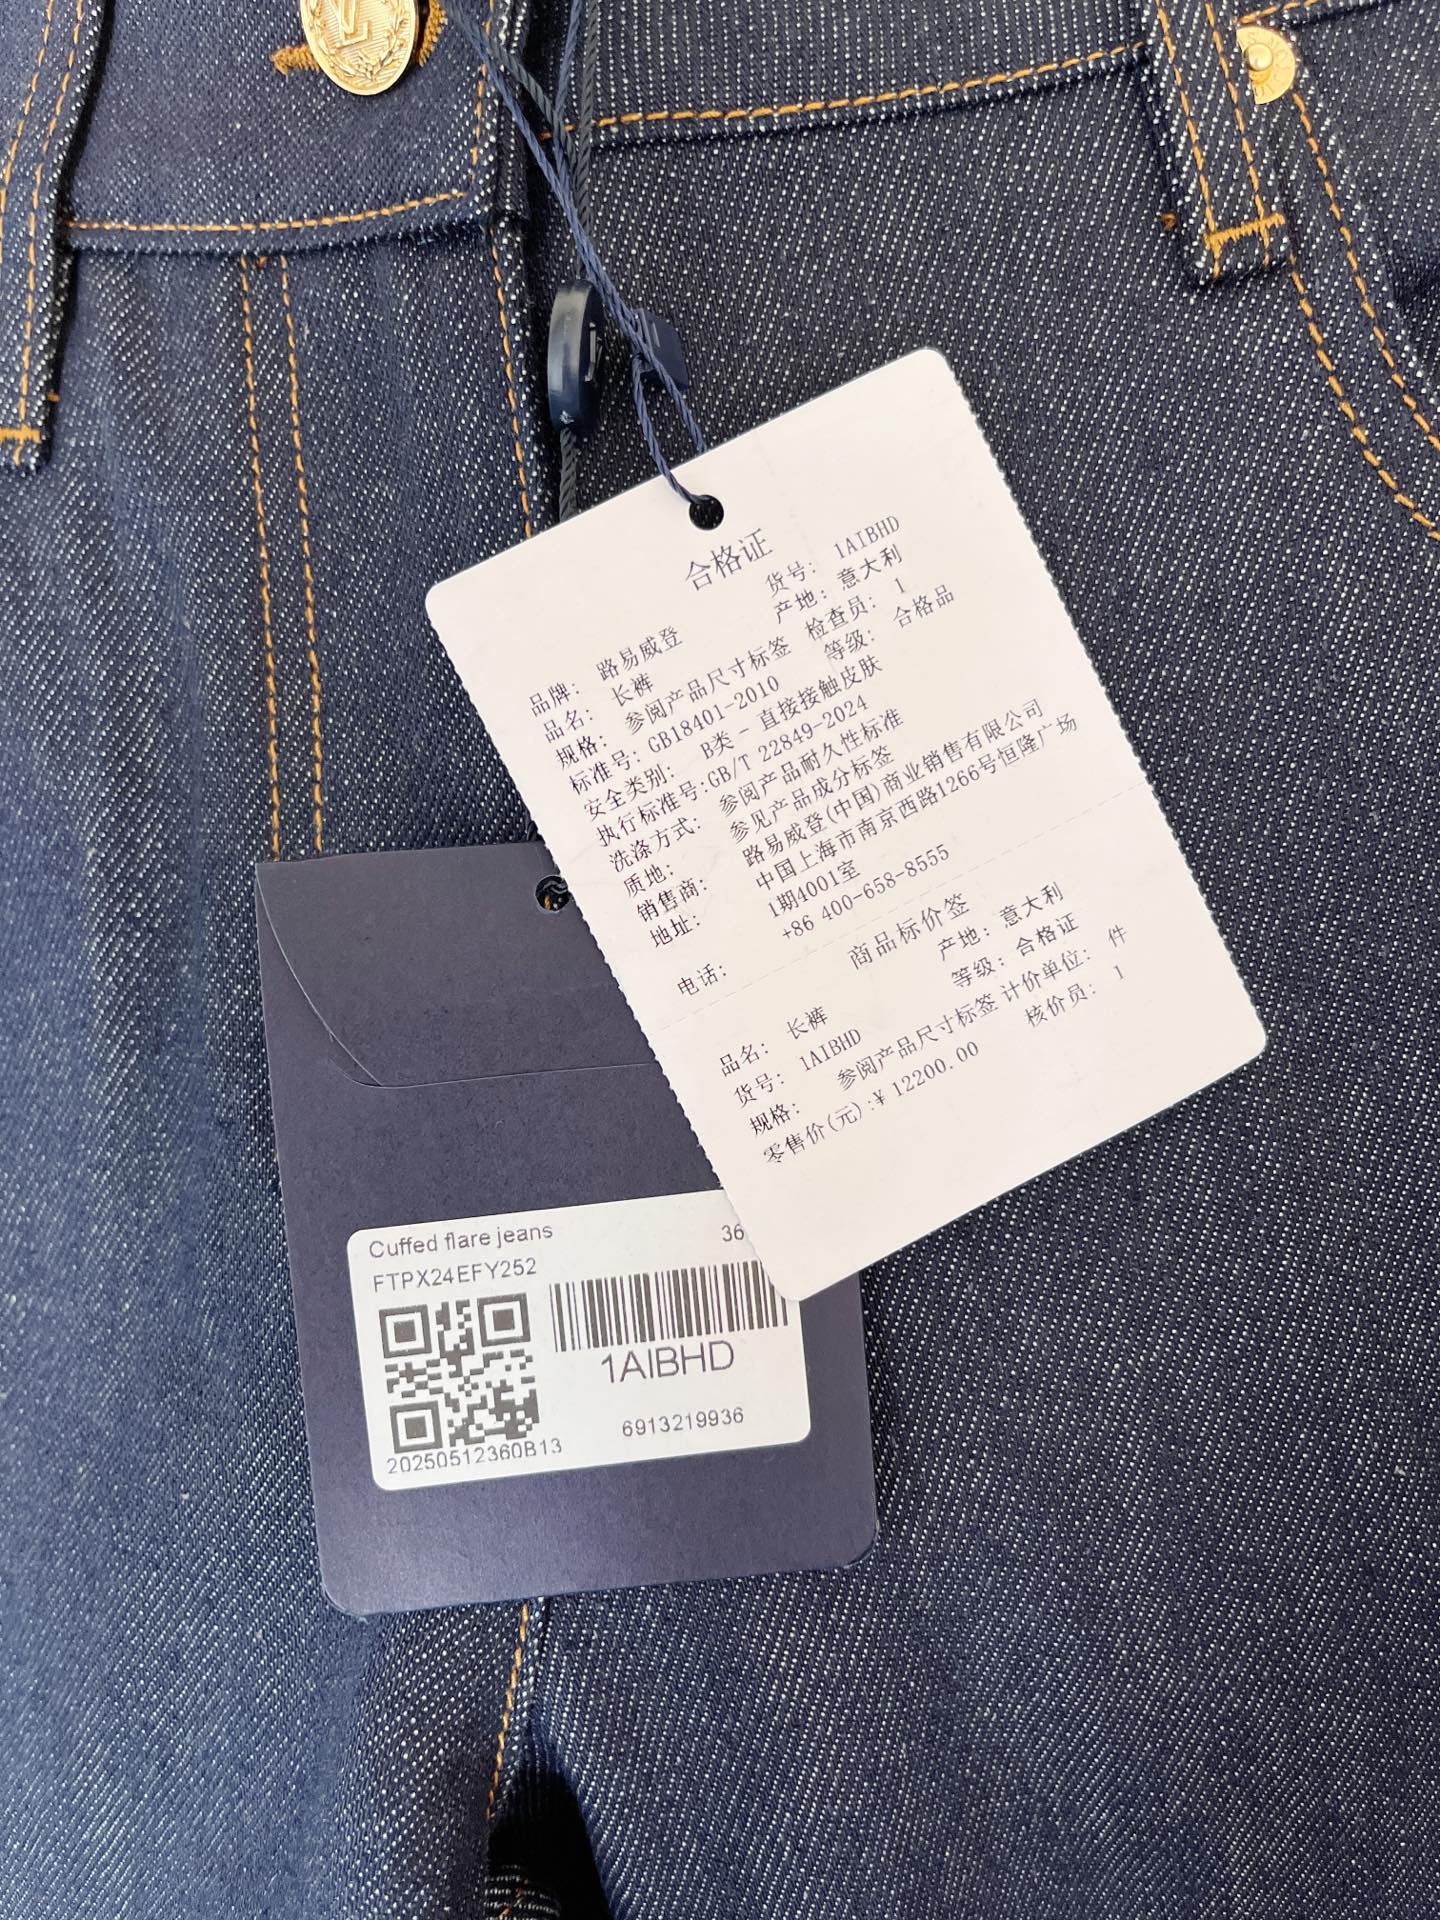 合格证
货号: 1AIBHD
品牌: 路易威登 产地: 意大利
品名: 长裤 检查员: 1
规格: 参阅产品尺寸标签 等级: 合格品
标准号: GB18401-2010
安全类别: B类 - 直接接触皮肤
执行标准号:GB/T 22849-2024
洗涤方式: 参阅产品耐久性标准
质地: 参见产品成分标签
销售商: 路易威登(中国)商业销售有限公司
地址: 中国上海市南京西路1266号恒隆广场
1期4001室
电话: +86 400-658-8555
商品标价签
品名: 长裤 产地: 意大利
货号: 1AIBHD 等级: 合格证
规格: 参阅产品尺寸标签 计价单位: 件
零售价(元):¥ 12200.00 核价员: 1
Cuffed flare jeans 36
FTPX24EFY252
1AIBHD
6913219936
20250512360B13